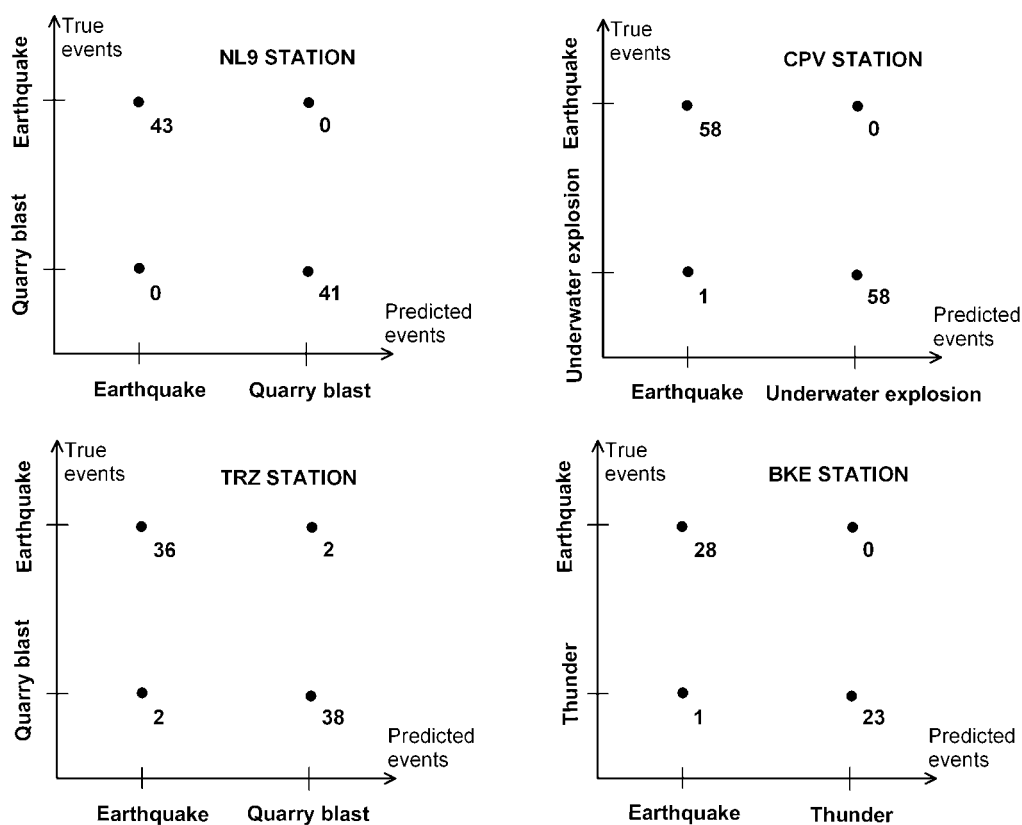 True
events
NL9 STATION
Earthquake
43
0
Quarry blast
0
41
Predicted
events
Earthquake
Quarry blast
True
events
CPV STATION
Earthquake
58
0
Underwater explosion
1
58
Predicted
events
Earthquake
Underwater explosion
True
events
TRZ STATION
Earthquake
36
2
Quarry blast
2
38
Predicted
events
Earthquake
Quarry blast
True
events
BKE STATION
Earthquake
28
0
Thunder
1
23
Predicted
events
Earthquake
Thunder